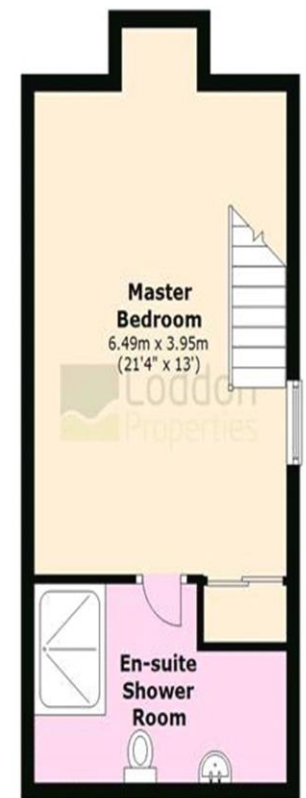 Master
Bedroom
6.49m x 3.95m
(21'4" x 13')
Loddon
Properties
En-suite
Shower
Room